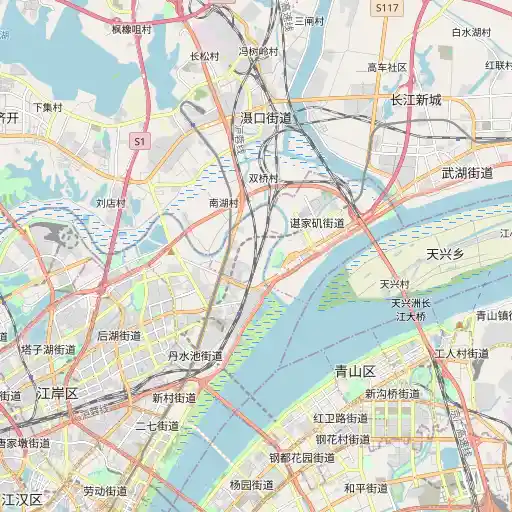 三闸村
S117
枫橡咀村
冯树岭村
白水湖村
长松村
高车社区
红联村
长江新城
下集村
济开
滠口街道
沪蓉线
S1
双桥村
武湖街道
刘店村
南湖村
谌家矶街道
天兴乡
天兴村
天兴洲长
江大桥
青山镇街
后湖街道
塔子湖街道
丹水池街道
工人村街
青山区
江岸区
新村街道
新沟桥街道
二七街道
红卫路街道
钢花村街道
唐家墩街道
钢都花园街道
杨园街道
和平街道
劳动街道
江汉区